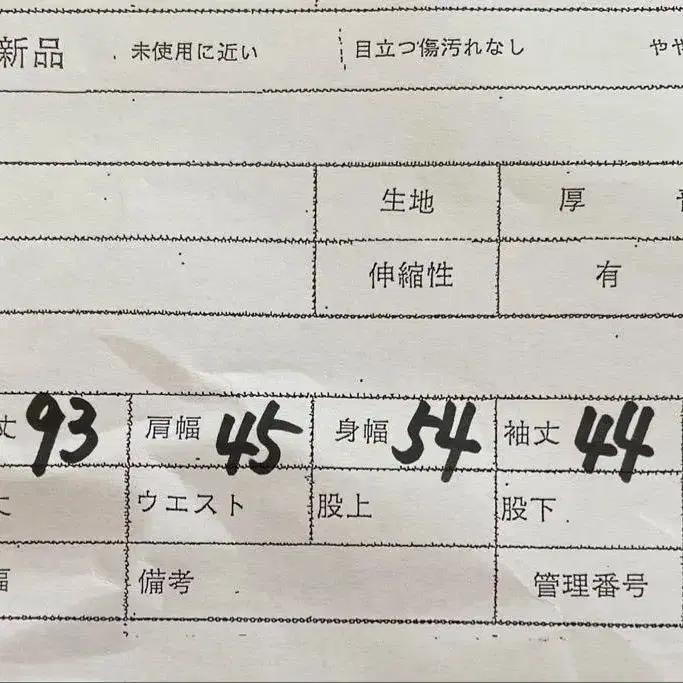 新品 未使用に近い 目立つ傷汚れなし やや
生地 厚
伸縮性 有
丈 93 肩幅 45 身幅 54 袖丈 44
ウエスト 股上 股下
幅 備考 管理番号